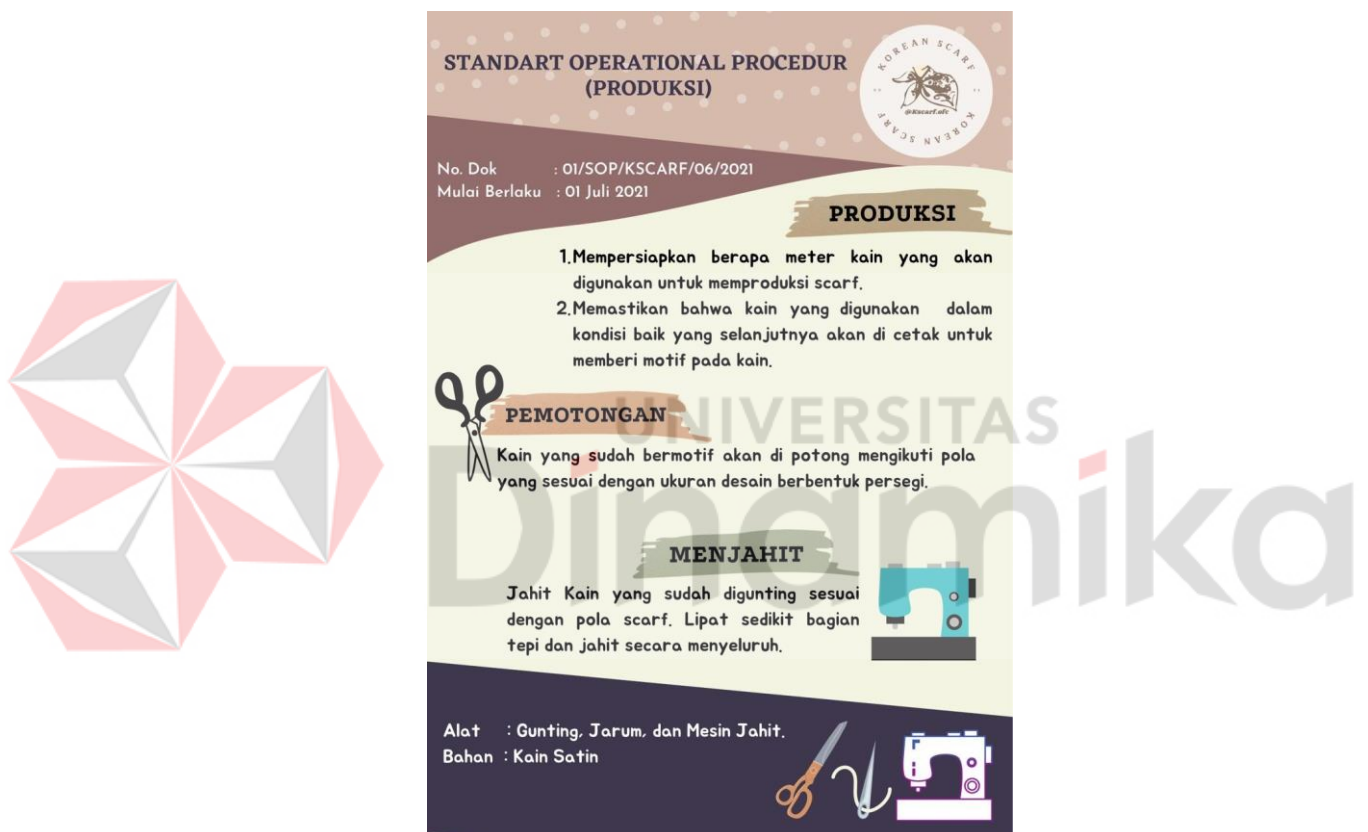 STANDART OPERATIONAL PROCEDUR
(PRODUKSI)
KOREAN SCARF
@Kscarf.ofc
KOREAN SCARF
No. Dok : 01/SOP/KSCARF/06/2021
Mulai Berlaku : 01 Juli 2021
PRODUKSI
1.Mempersiapkan berapa meter kain yang akan
digunakan untuk memproduksi scarf.
2.Memastikan bahwa kain yang digunakan dalam
kondisi baik yang selanjutnya akan di cetak untuk
memberi motif pada kain.
PEMOTONGAN
Kain yang sudah bermotif akan di potong mengikuti pola
yang sesuai dengan ukuran desain berbentuk persegi.
UNIVERSITAS
Dinamika
MENJAHIT
Jahit Kain yang sudah digunting sesuai
dengan pola scarf. Lipat sedikit bagian
tepi dan jahit secara menyeluruh.
Alat : Gunting, Jarum, dan Mesin Jahit.
Bahan : Kain Satin